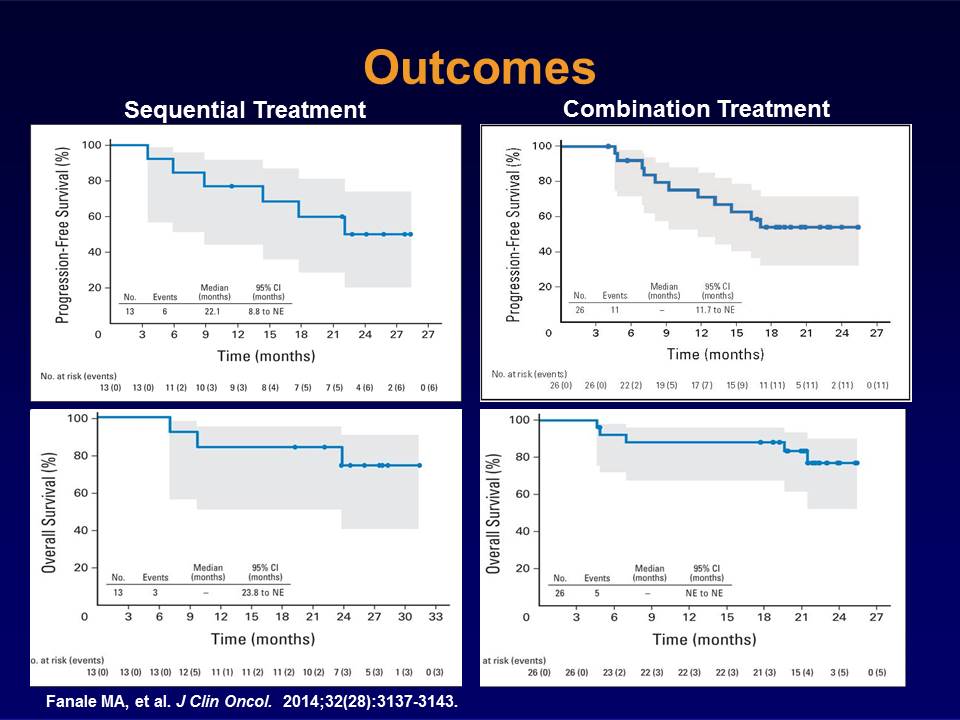 Outcomes
Sequential Treatment
Combination Treatment
Progression-Free Survival (%)
100
80
60
40
20
No. Events Median (months) 95% CI (months)
13 6 22.1 8.8 to NE
0 3 6 9 12 15 18 21 24 27 27
Time (months)
No. at risk (events)
13 (0) 13 (0) 11 (2) 10 (3) 9 (3) 8 (4) 7 (5) 7 (5) 4 (6) 2 (6) 0 (6)
Progression-Free Survival (%)
100
80
60
40
20
No. Events Median (months) 95% CI (months)
26 11 – 11.7 to NE
0 3 6 9 12 15 18 21 24 27
Time (months)
No. at risk (events)
26 (0) 26 (0) 22 (2) 19 (5) 17 (7) 15 (9) 11 (11) 5 (11) 2 (11) 0 (11)
Overall Survival (%)
100
80
60
40
20
No. Events Median (months) 95% CI (months)
13 3 – 23.8 to NE
0 3 6 9 12 15 18 21 24 27 30 33
Time (months)
o. at risk (events)
13 (0) 13 (0) 13 (0) 12 (5) 11 (1) 11 (2) 11 (2) 10 (2) 7 (3) 5 (3) 1 (3) 0 (3)
Overall Survival (%)
100
80
60
40
20
No. Events Median (months) 95% CI (months)
26 5 – NE to NE
0 3 6 9 12 15 18 21 24 27
Time (months)
at risk (events)
26 (0) 26 (0) 23 (2) 22 (3) 22 (3) 22 (3) 21 (3) 15 (4) 3 (5) 0 (5)
Fanale MA, et al. J Clin Oncol. 2014;32(28):3137-3143.